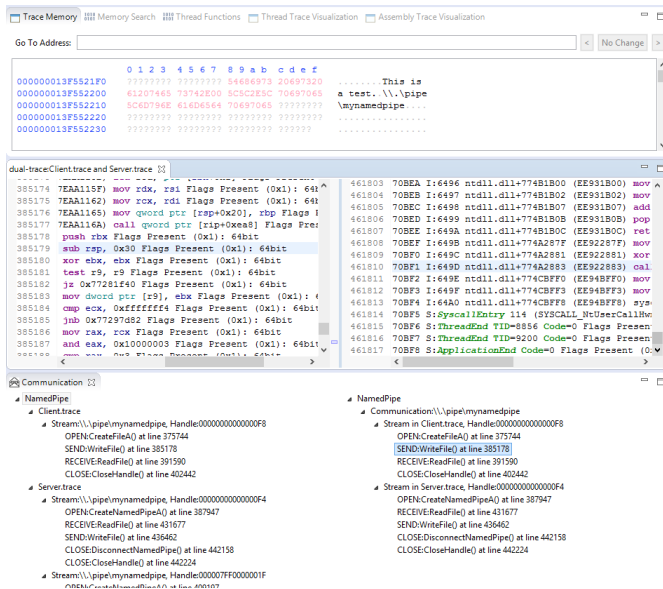 Trace Memory Memory Search Thread Functions Trace Memory Visualization Assembly Trace Visualization
Go To Address: < No Change >
0 1 2 3 4 5 6 7 8 9 a b c d e f
000000013F5521F0 ???????? ???????? 54686973 20697320 ........This is
000000013F552200 61207465 73742E00 5C5C2E5C 70697065 a test..\\.\pipe
000000013F552210 5C6D796E 616D6564 70697065 ???????? \mynamedpipe....
000000013F552220 ???????? ???????? ???????? ???????? ................
000000013F552230 ???????? ???????? ???????? ?????? ...............
dual-trace:Client.trace and Server.trace
385174 7EAA115F) mov rdx, rsi Flags Present (0x1): 64b
385175 7EAA1162) mov rcx, rdi Flags Present (0x1): 64b
385176 7EAA1165) mov qword ptr [rsp+0x20], rbp Flags P
385177 7EAA116A) call qword ptr [rip+0xea8] Flags Pres
385178 push rbx Flags Present (0x1): 64bit
385179 sub rsp, 0x30 Flags Present (0x1): 64bit
385180 xor ebx, ebx Flags Present (0x1): 64bit
385181 test r9, r9 Flags Present (0x1): 64bit
385182 jz 0x77281f40 Flags Present (0x1): 64bit
385183 mov dword ptr [r9], ebx Flags Present (0x1): 6
385184 cmp ecx, 0xfffffff4 Flags Present (0x1): 64bit
385185 jnb 0x77297d82 Flags Present (0x1): 64bit
385186 mov rax, rcx Flags Present (0x1): 64bit
385187 and eax, 0x10000003 Flags Present (0x1): 64bit
461803 70BEA I:6496 ntdll.dll+774B1B00 (EE931B00) mov
461804 70BEB I:6497 ntdll.dll+774B1B02 (EE931B02) mov
461805 70BEC I:6498 ntdll.dll+774B1B07 (EE931B07) add
461806 70BED I:6499 ntdll.dll+774B1B0B (EE931B0B) pop
461807 70BEE I:649A ntdll.dll+774B1B0C (EE931B0C) ret
461808 70BEF I:649B ntdll.dll+774A287F (EE92287F) mov
461809 70BF0 I:649C ntdll.dll+774A2881 (EE922881) xor
461810 70BF1 I:649D ntdll.dll+774A2883 (EE922883) cal
461811 70BF2 I:649E ntdll.dll+774CBFF0 (EE94BFF0) mov
461812 70BF3 I:649F ntdll.dll+774CBFF3 (EE94BFF3) mov
461813 70BF4 I:64A0 ntdll.dll+774CBFF8 (EE94BFF8) sysc
461814 70BF5 S:SyscallEntry 114 (SYSCALL_NtUserCallHw
461815 70BF6 S:ThreadEnd TID=8856 Code=0 Flags Presen
461816 70BF7 S:ThreadEnd TID=9200 Code=0 Flags Presen
461817 70BF8 S:ApplicationEnd Code=0 Flags Present (0
Communication
NamedPipe
Client.trace
Stream:\\.\pipe\mynamedpipe, Handle:00000000000000F8
OPEN:CreateFileA() at line 375744
SEND:WriteFile() at line 385178
RECEIVE:ReadFile() at line 391590
CLOSE:CloseHandle() at line 402442
Server.trace
Stream:\\.\pipe\mynamedpipe, Handle:00000000000000F4
OPEN:CreateNamedPipeA() at line 387947
RECEIVE:ReadFile() at line 431677
SEND:WriteFile() at line 436462
CLOSE:DisconnectNamedPipe() at line 442158
CLOSE:CloseHandle() at line 442224
Stream:\\.\pipe\mynamedpipe, Handle:000007FF0000001F
NamedPipe
Communication:\\.\pipe\mynamedpipe
Stream in Client.trace, Handle:00000000000000F8
OPEN:CreateFileA() at line 375744
SEND:WriteFile() at line 385178
RECEIVE:ReadFile() at line 391590
CLOSE:CloseHandle() at line 402442
Stream in Server.trace, Handle:00000000000000F4
OPEN:CreateNamedPipeA() at line 387947
RECEIVE:ReadFile() at line 431677
SEND:WriteFile() at line 436462
CLOSE:DisconnectNamedPipe() at line 442158
CLOSE:CloseHandle() at line 442224